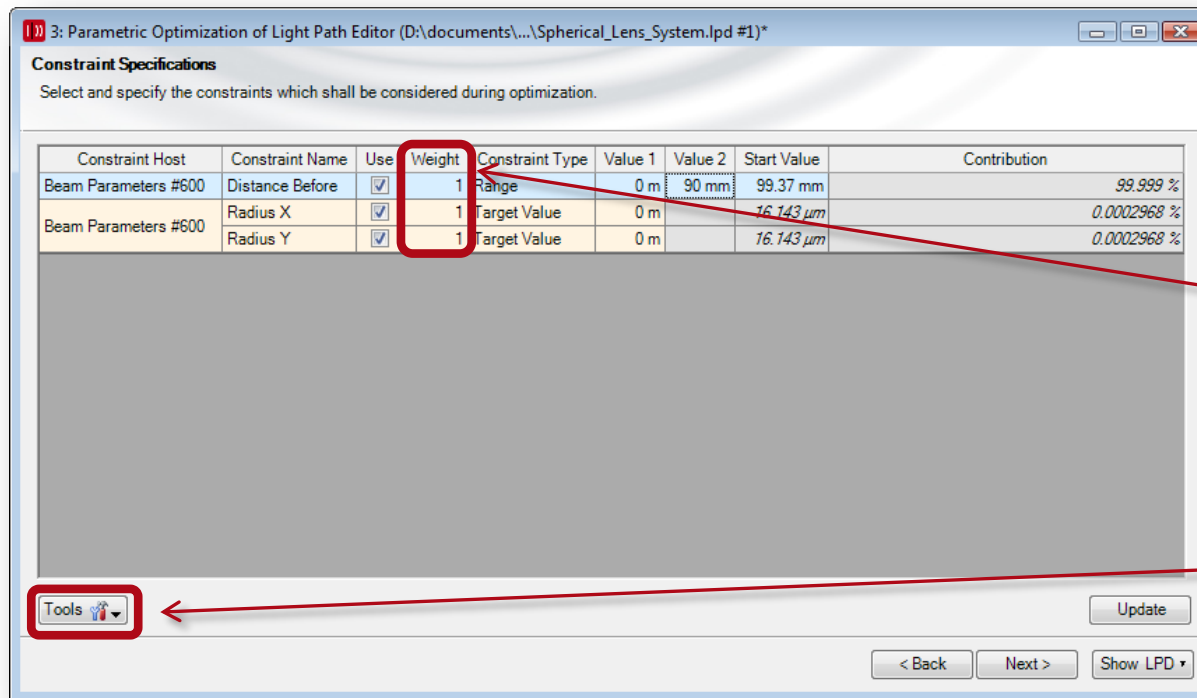 3: Parametric Optimization of Light Path Editor (D:\documents\...\Spherical_Lens_System.lpd #1)*
Constraint Specifications
Select and specify the constraints which shall be considered during optimization.
Constraint Host Constraint Name Use Weight Constraint Type Value 1 Value 2 Start Value Contribution
Beam Parameters #600 Distance Before 1 Range 0 m 90 mm 99.37 mm 99.999 %
Beam Parameters #600 Radius X 1 Target Value 0 m 16.143 µm 0.0002968 %
Radius Y 1 Target Value 0 m 16.143 µm 0.0002968 %
Tools Update
< Back Next > Show LPD